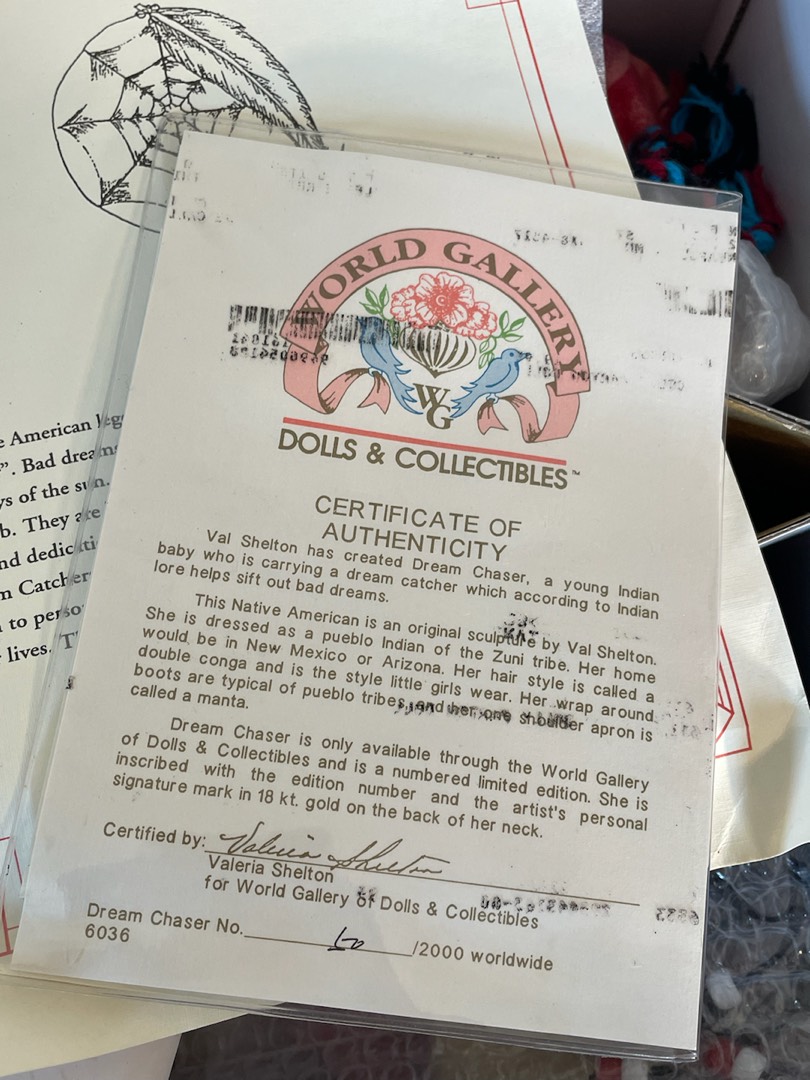 WORLD GALLERY
WG
DOLLS & COLLECTIBLES™
CERTIFICATE OF
AUTHENTICITY
Val Shelton has created Dream Chaser, a young Indian
baby who is carrying a dream catcher which according to Indian
lore helps sift out bad dreams.
This Native American is an original sculpture by Val Shelton.
She is dressed as a pueblo Indian of the Zuni tribe. Her home
would be in New Mexico or Arizona. Her hair style is called a
double conga and is the style little girls wear. Her wrap around
boots are typical of pueblo tribes, and her one shoulder apron is
called a manta.
Dream Chaser is only available through the World Gallery
of Dolls & Collectibles and is a numbered limited edition. She is
inscribed with the edition number and the artist's personal
signature mark in 18 kt. gold on the back of her neck.
Certified by: Valeria Shelton
Valeria Shelton
for World Gallery of Dolls & Collectibles
Dream Chaser No. /2000 worldwide
6036
e American
”. Bad dreams
ys of the sun.
b. They are
nd
m Catcher
to
lives.